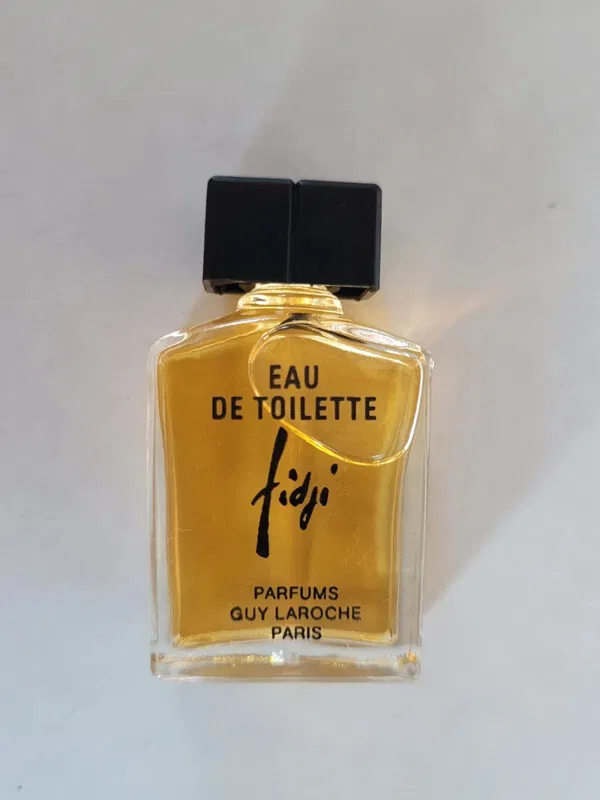 EAU
DE TOILETTE
fidji
PARFUMS
GUY LAROCHE
PARIS